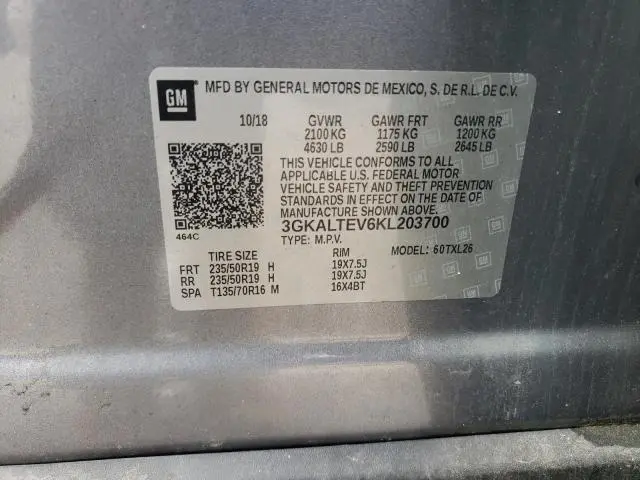 GM MFD BY GENERAL MOTORS DE MEXICO, S. DE R.L. DE C.V.
10/18 GVWR GAWR FRT GAWR RR
2100 KG 1175 KG 1200 KG
4630 LB 2590 LB 2645 LB
THIS VEHICLE CONFORMS TO ALL
APPLICABLE U.S. FEDERAL MOTOR
VEHICLE SAFETY AND THEFT PREVENTION
STANDARDS IN EFFECT ON THE DATE OF
MANUFACTURE SHOWN ABOVE.
464C
3GKALTEV6KL203700
TYPE: M.P.V. MODEL: 60TXL26
TIRE SIZE RIM
FRT 235/50R19 H 19X7.5J
RR 235/50R19 H 19X7.5J
SPA T135/70R16 M 16X4BT